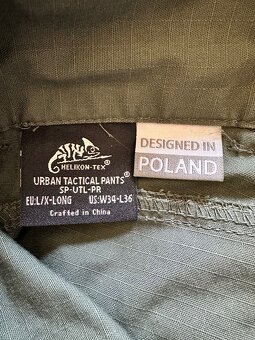 HELIKON-TEX®
URBAN TACTICAL PANTS®
SP-UTL-PR
EU:L/X-LONG US:W34-L36
Crafted in China
DESIGNED IN
POLAND